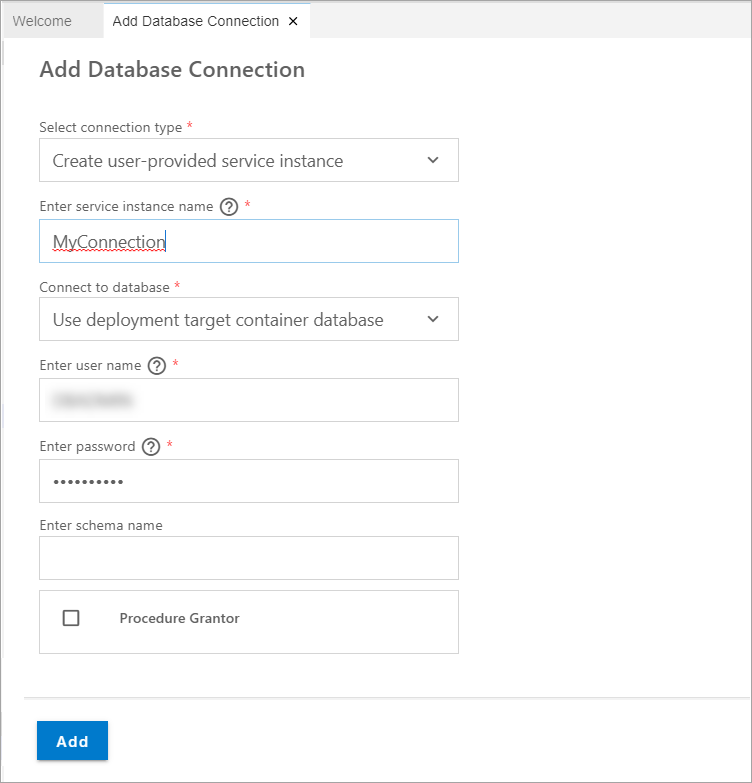 Welcome
Add Database Connection ×
Add Database Connection
Select connection type *
Create user-provided service instance
Enter service instance name ? *
MyConnection
Connect to database *
Use deployment target container database
Enter user name ? *
Enter password ? *
••••••••••
Enter schema name
Procedure Grantor
Add